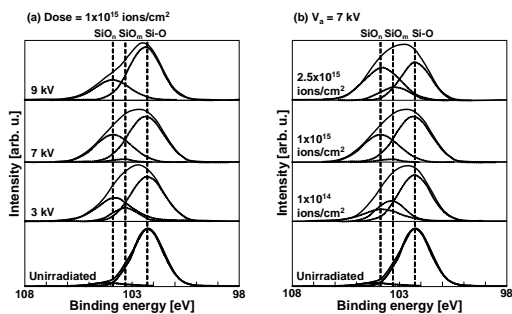 (a) Dose = 1x10¹⁵ ions/cm²
SiOₙ SiOₘ Si-O
9 kV
7 kV
3 kV
Unirradiated
Intensity [arb. u.]
108 103 98
Binding energy [eV]
(b) Vₐ = 7 kV
SiOₙ SiOₘ Si-O
2.5x10¹⁵
ions/cm²
1x10¹⁵
ions/cm²
1x10¹⁴
ions/cm²
Unirradiated
Intensity [arb. u.]
108 103 98
Binding energy [eV]